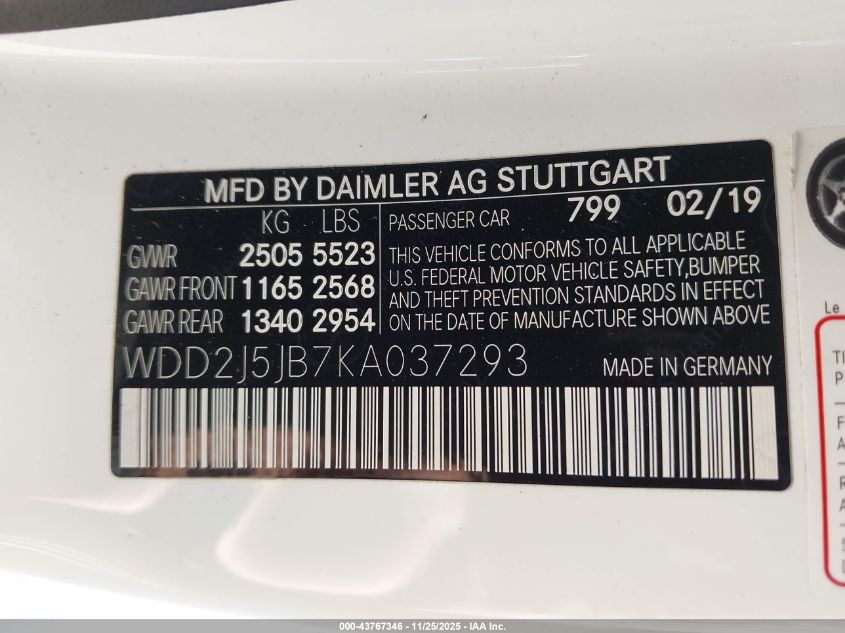 MFD BY DAIMLER AG STUTTGART
KG LBS
GVWR 2505 5523
GAWR FRONT 1165 2568
GAWR REAR 1340 2954
PASSENGER CAR 799 02/19
THIS VEHICLE CONFORMS TO ALL APPLICABLE
U.S. FEDERAL MOTOR VEHICLE SAFETY,BUMPER
AND THEFT PREVENTION STANDARDS IN EFFECT
ON THE DATE OF MANUFACTURE SHOWN ABOVE
WDD2J5JB7KA037293 MADE IN GERMANY
Le
000-43767346 - 11/25/2025 - IAA Inc.